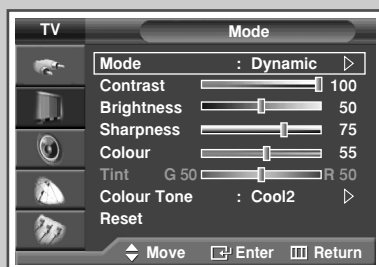 TV Mode
Mode : Dynamic
Contrast 100
Brightness 50
Sharpness 75
Colour 55
Tint G 50 R 50
Colour Tone : Cool2
Reset
Move Enter Return